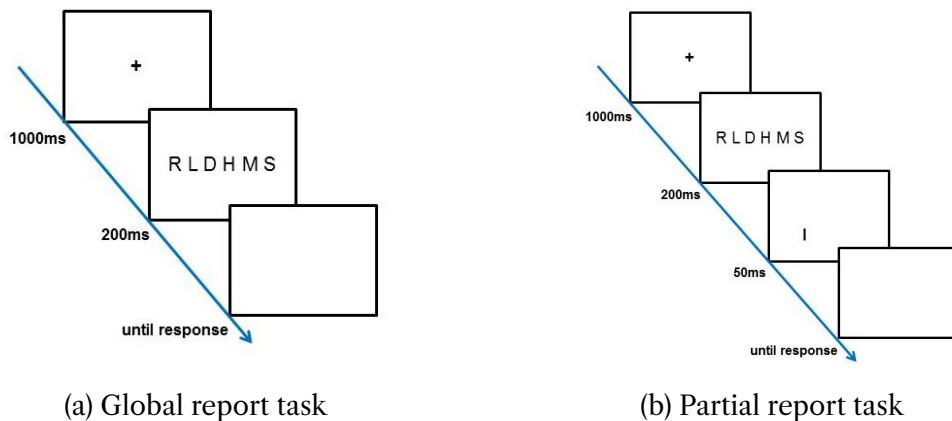 +
1000ms
R L D H M S
200ms
until response
(a) Global report task
+
1000ms
R L D H M S
200ms
I
50ms
until response
(b) Partial report task